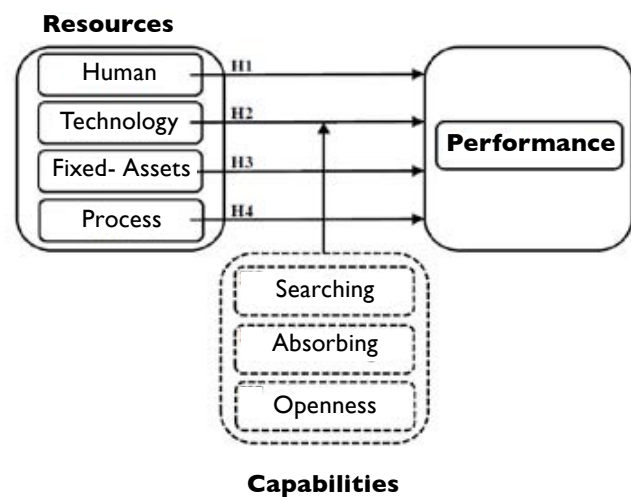 Resources
Human
H1
Technology
H2
Performance
Fixed- Assets
H3
Process
H4
Searching
Absorbing
Openness
Capabilities